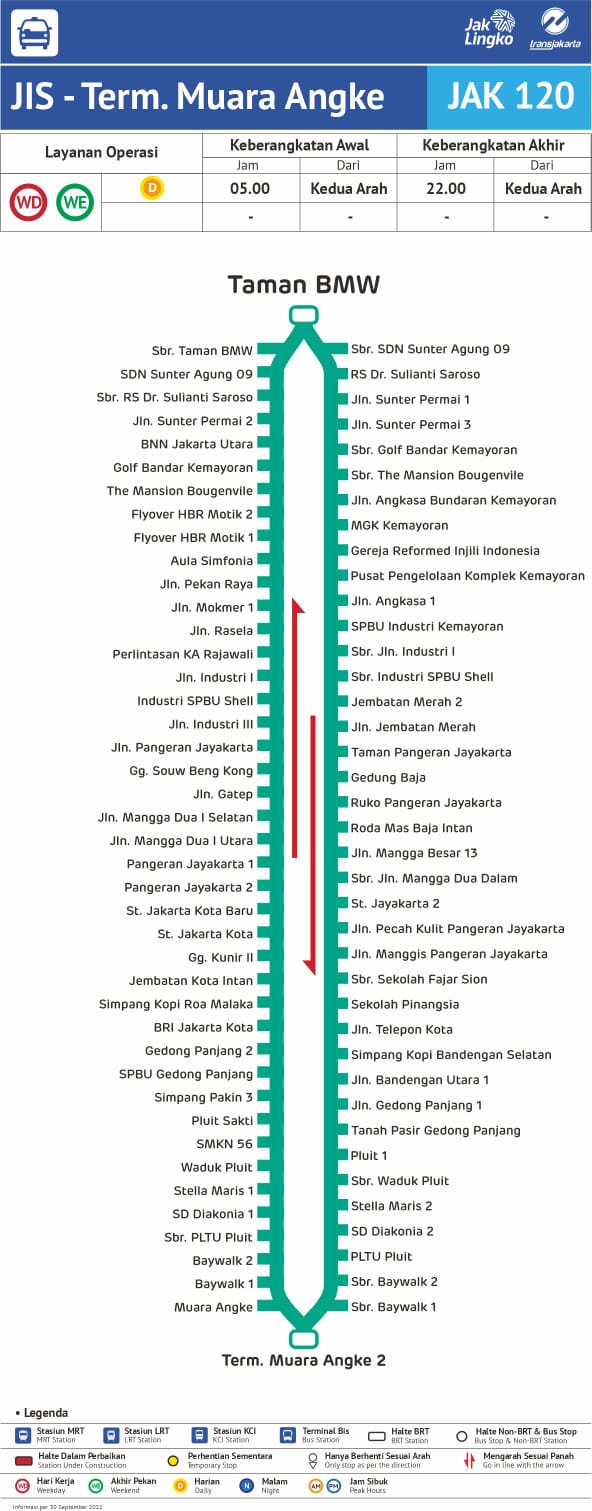 Jak
Lingko
transjakarta
JIS - Term. Muara Angke
JAK 120
Layanan Operasi
Keberangkatan Awal
Keberangkatan Akhir
Jam
Dari
Jam
Dari
WD
WE
D
05.00
Kedua Arah
22.00
Kedua Arah
-
-
-
-
Taman BMW
Sbr. Taman BMW
SDN Sunter Agung 09
Sbr. RS Dr. Sulianti Saroso
Jln. Sunter Permai 2
BNN Jakarta Utara
Golf Bandar Kemayoran
The Mansion Bougenvile
Flyover HBR Motik 2
Flyover HBR Motik 1
Aula Simfonia
Jln. Pekan Raya
Jln. Mokmer 1
Jln. Rasela
Perlintasan KA Rajawali
Jln. Industri I
Industri SPBU Shell
Jln. Industri III
Jln. Pangeran Jayakarta
Gg. Souw Beng Kong
Jln. Gatep
Jln. Mangga Dua I Selatan
Jln. Mangga Dua I Utara
Pangeran Jayakarta 1
Pangeran Jayakarta 2
St. Jakarta Kota Baru
St. Jakarta Kota
Gg. Kunir II
Jembatan Kota Intan
Simpang Kopi Roa Malaka
BRI Jakarta Kota
Gedong Panjang 2
SPBU Gedong Panjang
Simpang Pakin 3
Pluit Sakti
SMKN 56
Waduk Pluit
Stella Maris 1
SD Diakonia 1
Sbr. PLTU Pluit
Baywalk 2
Baywalk 1
Muara Angke
Sbr. SDN Sunter Agung 09
RS Dr. Sulianti Saroso
Jln. Sunter Permai 1
Jln. Sunter Permai 3
Sbr. Golf Bandar Kemayoran
Sbr. The Mansion Bougenvile
Jln. Angkasa Bundaran Kemayoran
MGK Kemayoran
Gereja Reformed Injili Indonesia
Pusat Pengelolaan Komplek Kemayoran
Jln. Angkasa 1
SPBU Industri Kemayoran
Sbr. Jln. Industri I
Sbr. Industri SPBU Shell
Jembatan Merah 2
Jln. Jembatan Merah
Taman Pangeran Jayakarta
Gedung Baja
Ruko Pangeran Jayakarta
Roda Mas Baja Intan
Jln. Mangga Besar 13
Sbr. Jln. Mangga Dua Dalam
St. Jayakarta 2
Jln. Pecah Kulit Pangeran Jayakarta
Jln. Manggis Pangeran Jayakarta
Sbr. Sekolah Fajar Sion
Sekolah Pinangsia
Jln. Telepon Kota
Simpang Kopi Bandengan Selatan
Jln. Bandengan Utara 1
Jln. Gedong Panjang 1
Tanah Pasir Gedong Panjang
Pluit 1
Sbr. Waduk Pluit
Stella Maris 2
SD Diakonia 2
PLTU Pluit
Sbr. Baywalk 2
Sbr. Baywalk 1
Term. Muara Angke 2
• Legenda
Stasiun MRT
MRT Station
Stasiun LRT
LRT Station
Stasiun KCI
KCI Station
Terminal Bis
Bus Station
Halte BRT
BRT Station
Halte Non-BRT & Bus Stop
Bus Stop & Non-BRT Station
Halte Dalam Perbaikan
Station Under Construction
Perhentian Sementara
Temporary Stop
Hanya Berhenti Sesuai Arah
Only stop as per the direction
Mengarah Sesuai Panah
Go in line with the arrow
WD
Hari Kerja
Weekday
WE
Akhir Pekan
Weekend
D
Harian
Daily
N
Malam
Night
AM
PM
Jam Sibuk
Peak Hours
Informasi per 30 September 2022